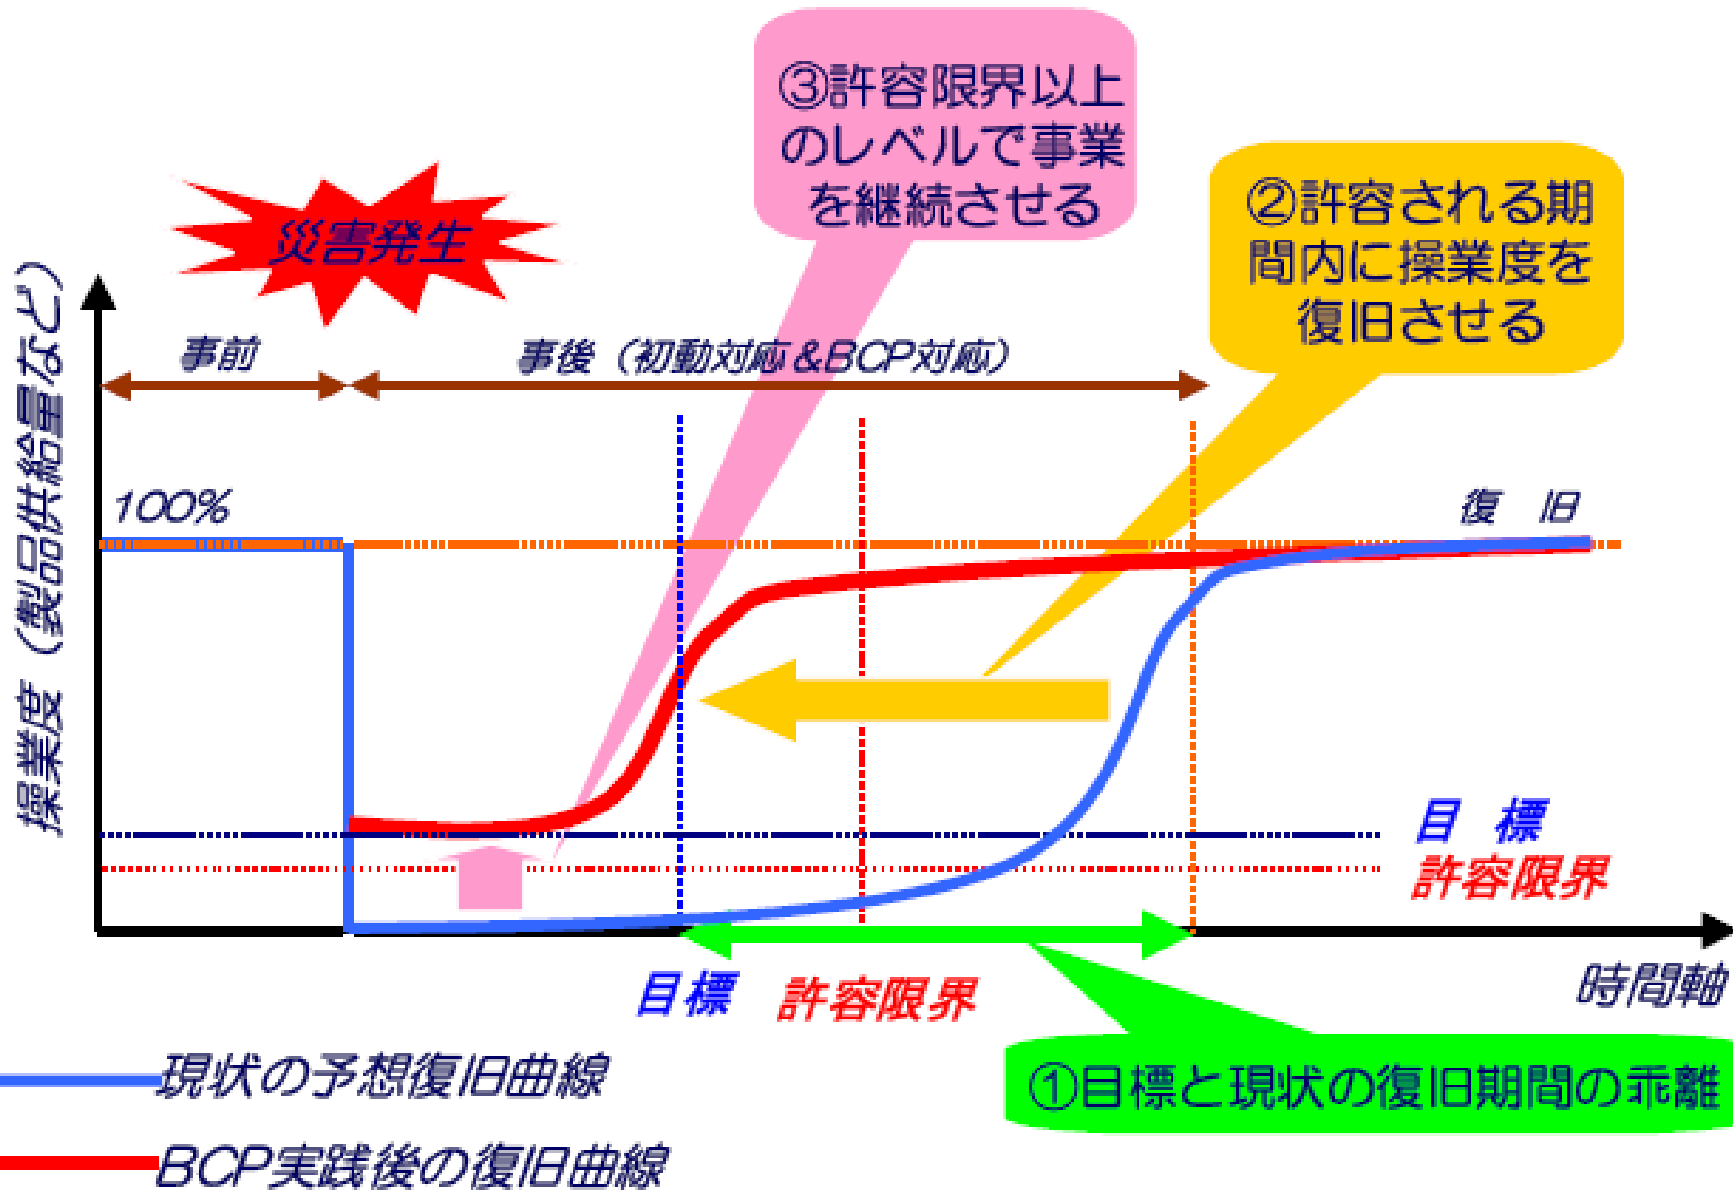 ③許容限界以上
のレベルで事業
を継続させる
②許容される期
間内に操業度を
復旧させる
災害発生
操業度（製品供給量など）
事前
事後（初動対応&BCP対応）
100%
復 旧
目 標
許容限界
目標
許容限界
時間軸
①目標と現状の復旧期間の乖離
現状の予想復旧曲線
BCP実践後の復旧曲線